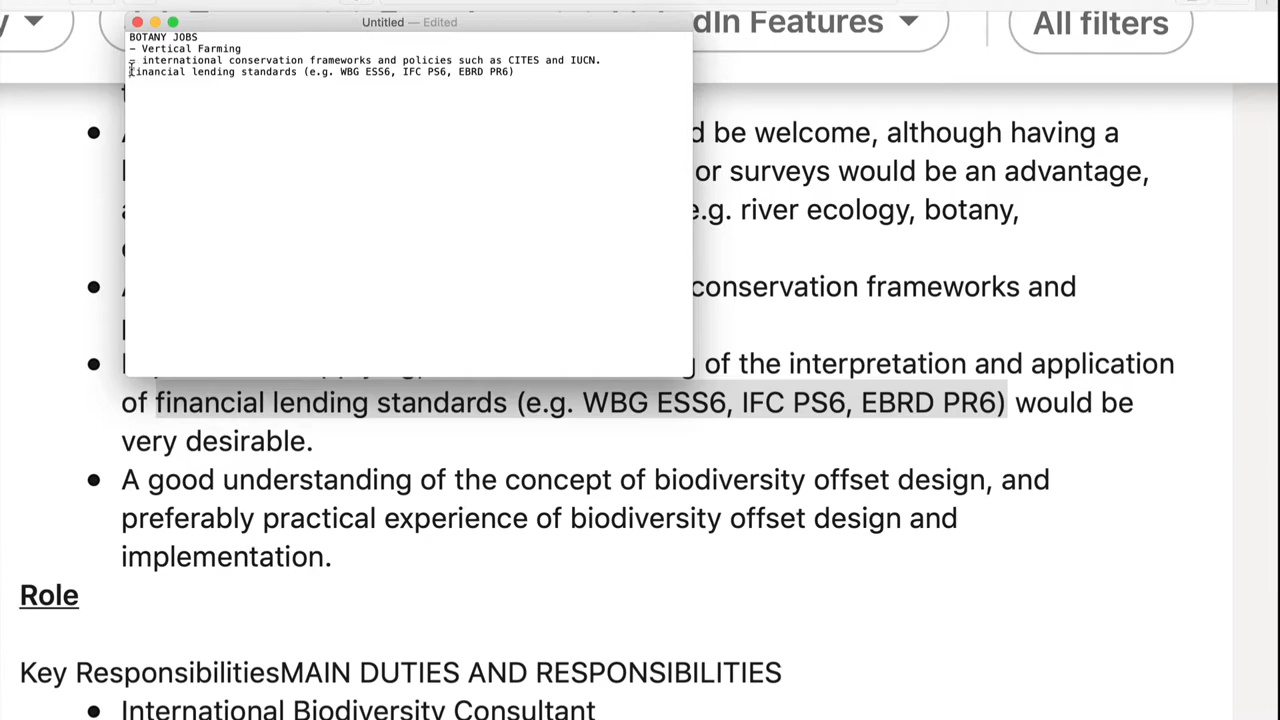 Untitled — Edited
BOTANY JOBS
– Vertical Farming
– international conservation frameworks and policies such as CITES and IUCN.
financial lending standards (e.g. WBG ESS6, IFC PS6, EBRD PR6)
dIn Features
All filters
d be welcome, although having a
or surveys would be an advantage,
e.g. river ecology, botany,
conservation frameworks and
of the interpretation and application
of financial lending standards (e.g. WBG ESS6, IFC PS6, EBRD PR6) would be
very desirable.
A good understanding of the concept of biodiversity offset design, and
preferably practical experience of biodiversity offset design and
implementation.
Role
Key ResponsibilitiesMAIN DUTIES AND RESPONSIBILITIES
International Biodiversity Consultant